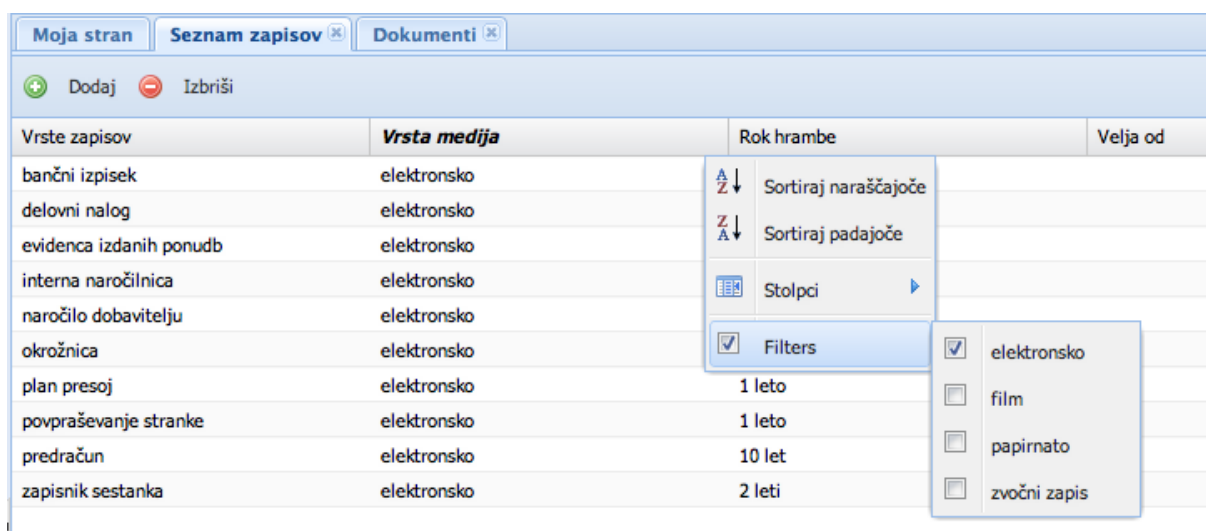 Moja stran Seznam zapisov Dokumenti
Dodaj Izbriši
Vrste zapisov Vrsta medija Rok hrambe Velja od
bančni izpisek elektronsko
Sortiraj naraščajoče
delovni nalog elektronsko
Sortiraj padajoče
evidenca izdanih ponudb elektronsko
interna naročilnica elektronsko
Stolpci
naročilo dobavitelju elektronsko
okrožnica elektronsko
Filters elektronsko
plan presoj elektronsko 1 leto
film
povpraševanje stranke elektronsko 1 leto
papirnato
predračun elektronsko 10 let
zapisnik sestanka elektronsko 2 leti
zvočni zapis